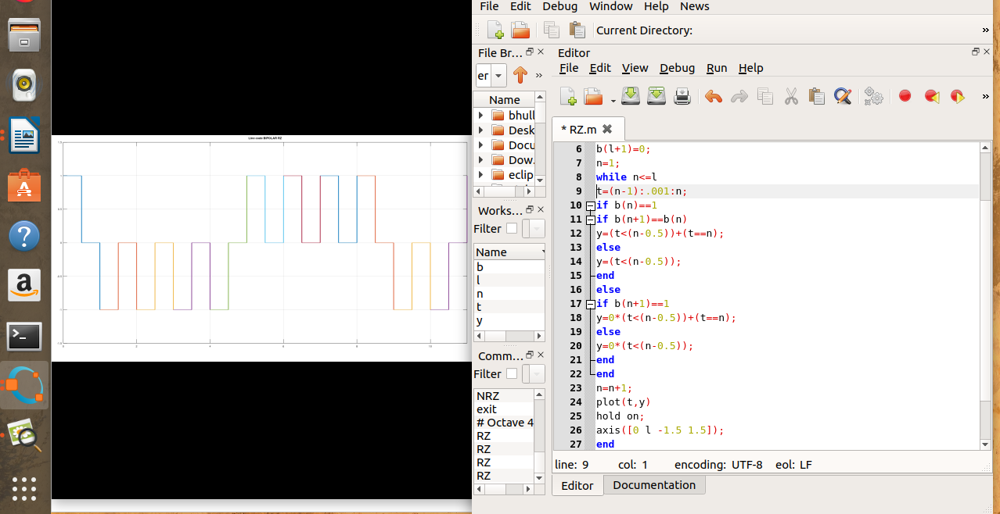 File Edit Debug Window Help News
Current Directory:
»
File Br...
Editor
File Edit View Debug Run Help
er
»
»
Name
bhull
Desk
Docu
Dow.
eclip
* RZ.m
Works...
Filter
Name
b
l
n
t
y
Comm...
Filter
NRZ
exit
# Octave 4
RZ
RZ
RZ
RZ
6 b(l+1)=0;
7 n=1;
8 while n<=l
9 t=(n-1):.001:n;
10 if b(n)==1
11 if b(n+1)==b(n)
12 y=(t<(n-0.5))+(t==n);
13 else
14 y=(t<(n-0.5));
15 end
16 else
17 if b(n+1)==1
18 y=0*(t<(n-0.5))+(t==n);
19 else
20 y=0*(t<(n-0.5));
21 end
22 end
23 n=n+1;
24 plot(t,y)
25 hold on;
26 axis([0 l -1.5 1.5]);
27 end
line: 9 col: 1 encoding: UTF-8 eol: LF
Editor Documentation
Line code BIPOLAR RZ
a
?
>_